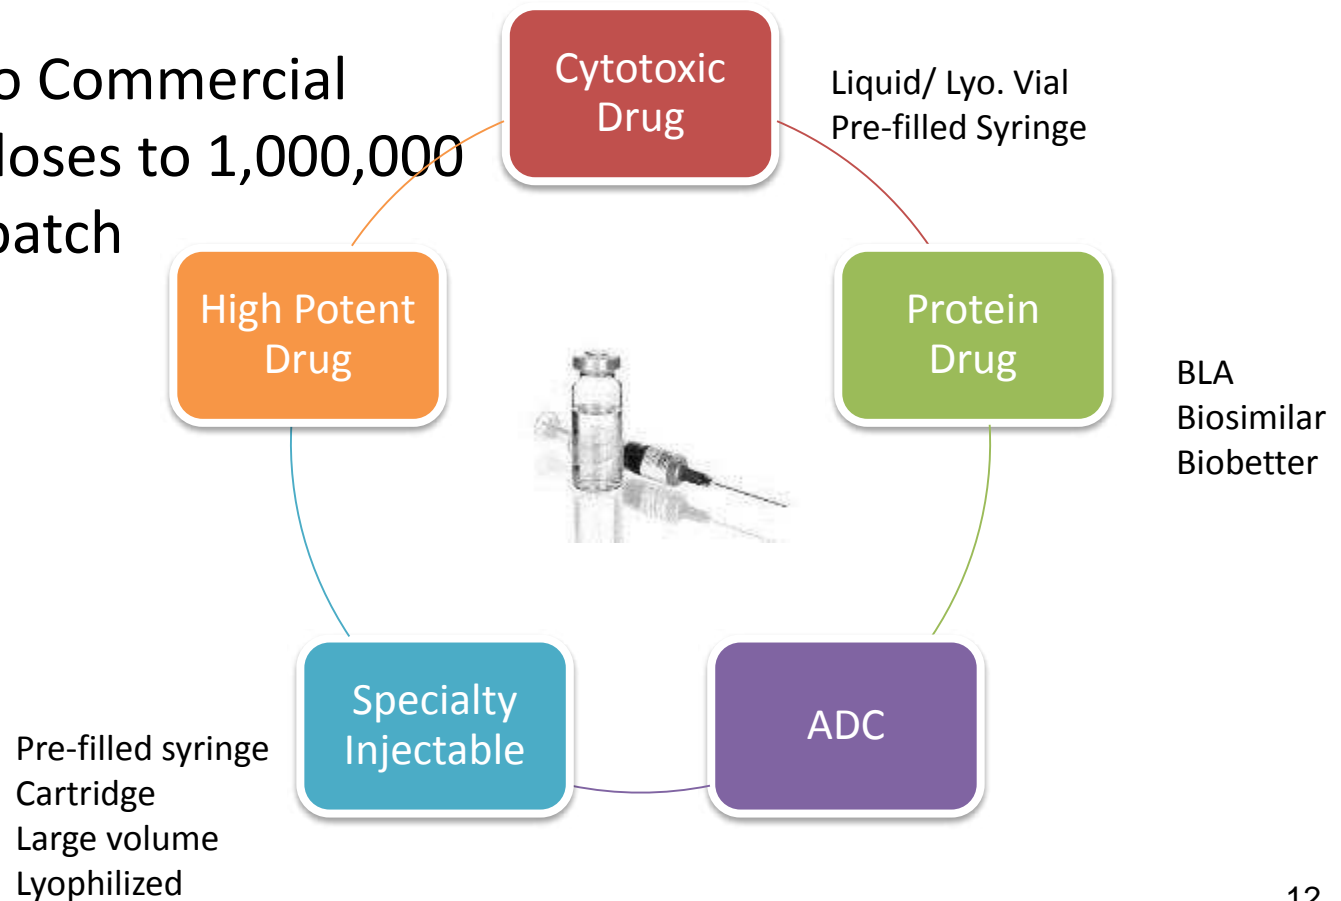 o Commercial
loses to 1,000,000
batch
Cytotoxic
Drug
Liquid/ Lyo. Vial
Pre-filled Syringe
High Potent
Drug
Protein
Drug
BLA
Biosimilar
Biobetter
Specialty
Injectable
ADC
Pre-filled syringe
Cartridge
Large volume
Lyophilized
12